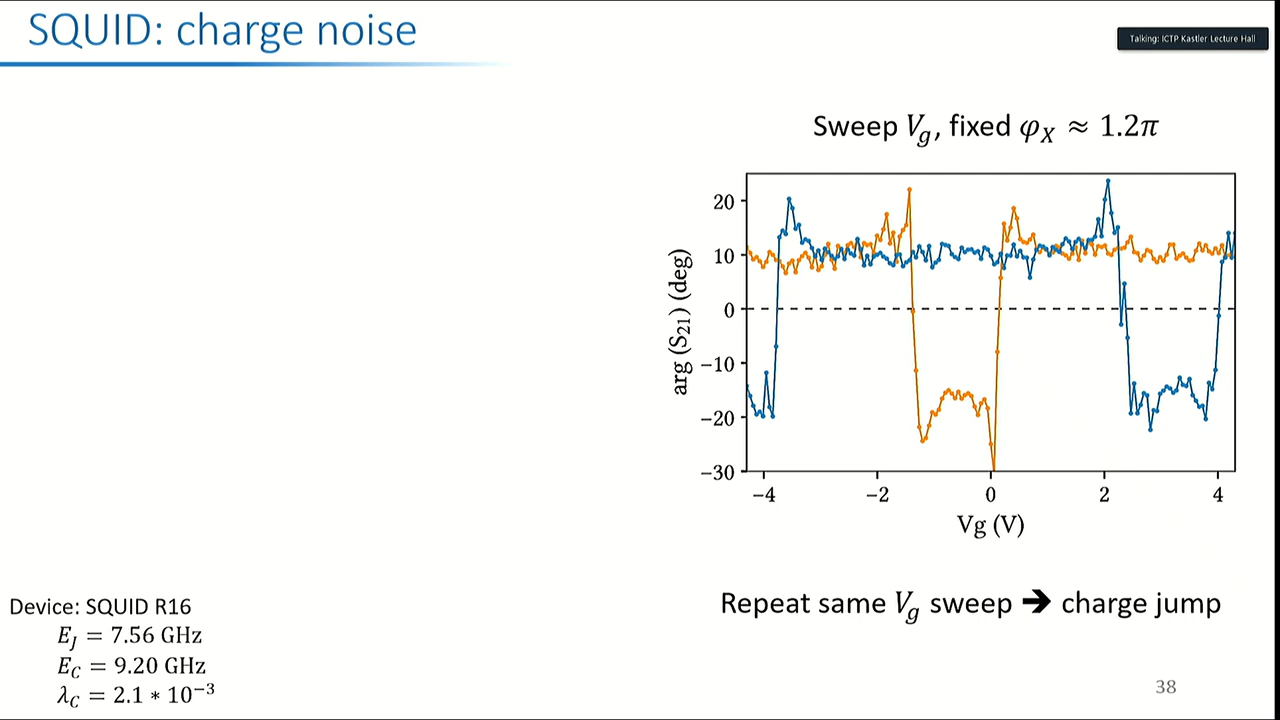 SQUID: charge noise
Talking: ICTP Kastler Lecture Hall
Sweep V_g, fixed φ_X ≈ 1.2π
20
10
0
−10
−20
−30
arg (S₂₁) (deg)
−4 −2 0 2 4
Vg (V)
Repeat same V_g sweep ➔ charge jump
Device: SQUID R16
E_J = 7.56 GHz
E_C = 9.20 GHz
λ_C = 2.1 * 10⁻³
38